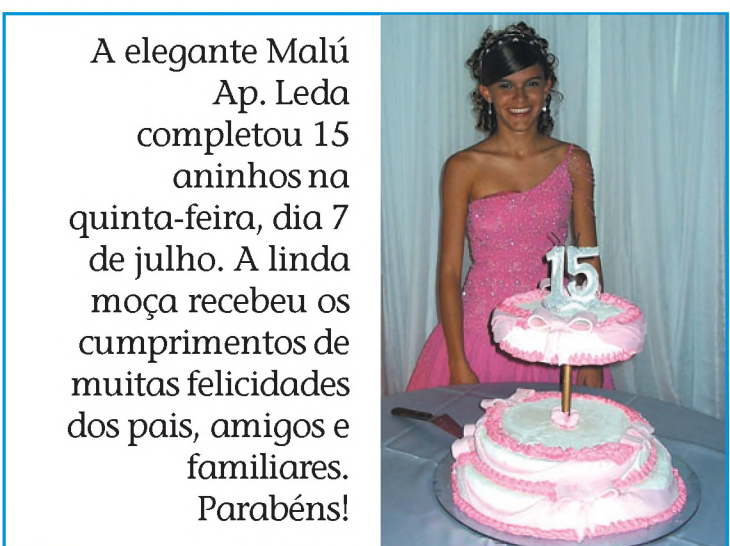 A elegante Malú
Ap. Leda
completou 15
aninhos na
quinta-feira, dia 7
de julho. A linda
moça recebeu os
cumprimentos de
muitas felicidades
dos pais, amigos e
familiares.
Parabéns!
15